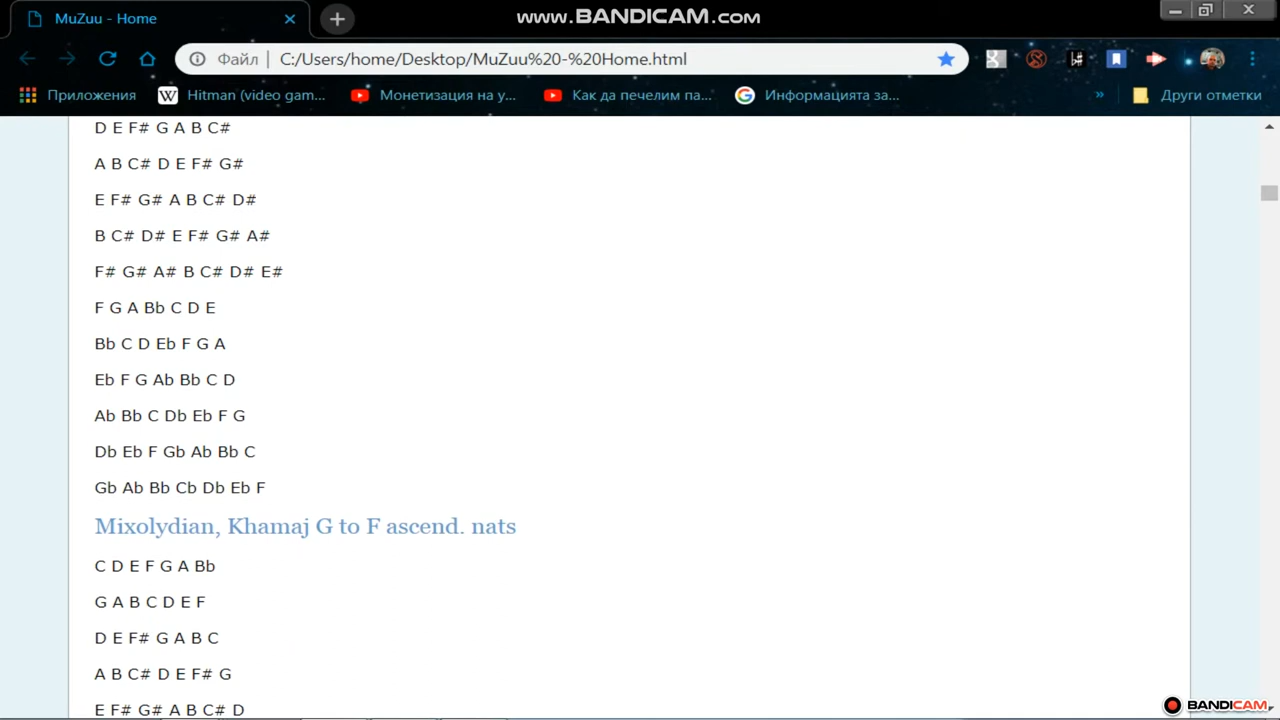 MuZuu - Home
www.BANDICAM.com
Файл
C:/Users/home/Desktop/MuZuu%20-%20Home.html
Приложения
Hitman (video gam...
Монетизация на у...
Как да печелим па...
Информацията за...
»
Други отметки
D E F# G A B C#
A B C# D E F# G#
E F# G# A B C# D#
B C# D# E F# G# A#
F# G# A# B C# D# E#
F G A Bb C D E
Bb C D Eb F G A
Eb F G Ab Bb C D
Ab Bb C Db Eb F G
Db Eb F Gb Ab Bb C
Gb Ab Bb Cb Db Eb F
Mixolydian, Khamaj G to F ascend. nats
C D E F G A Bb
G A B C D E F
D E F# G A B C
A B C# D E F# G
E F# G# A B C# D
BANDICAM